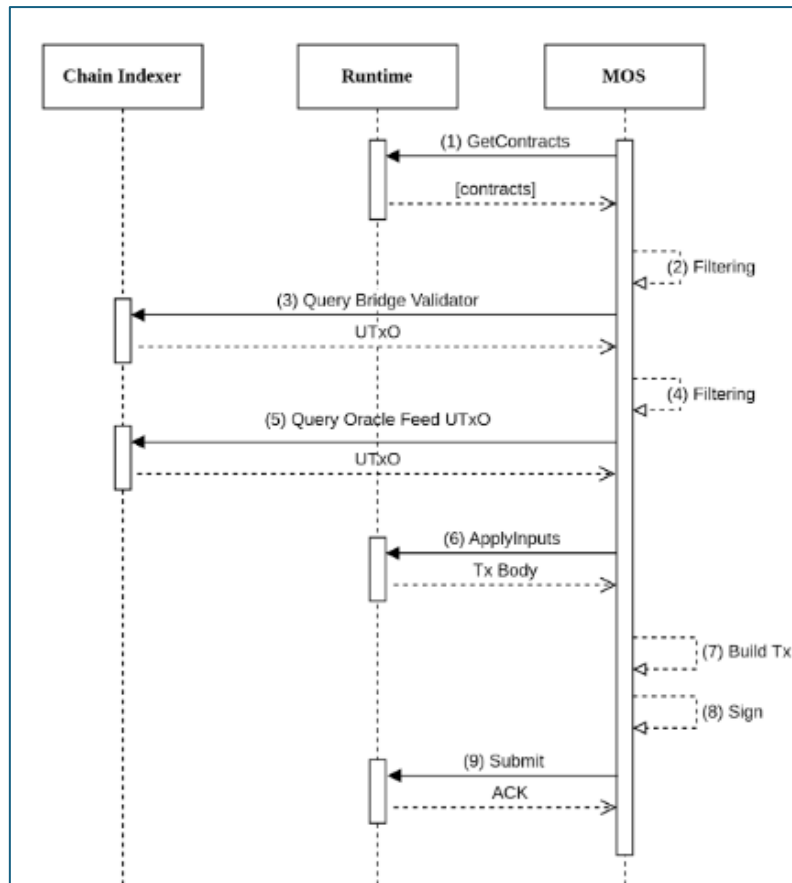 Chain Indexer
Runtime
MOS
(1) GetContracts
[contracts]
(2) Filtering
(3) Query Bridge Validator
UTxO
(4) Filtering
(5) Query Oracle Feed UTxO
UTxO
(6) ApplyInputs
Tx Body
(7) Build Tx
(8) Sign
(9) Submit
ACK